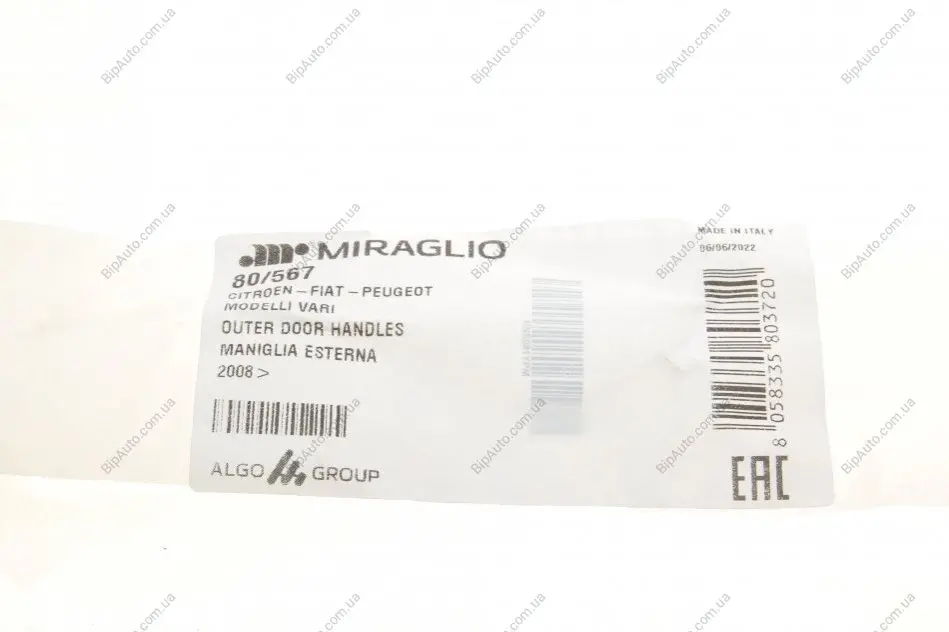 MIRAGLIO
80/567
CITROEN - FIAT - PEUGEOT
MODELLI VARI
OUTER DOOR HANDLES
MANIGLIA ESTERNA
2008 >
ALGO GROUP
MADE IN ITALY
06/06/2022
8 058335 803720
EAC
BipAuto.com.ua